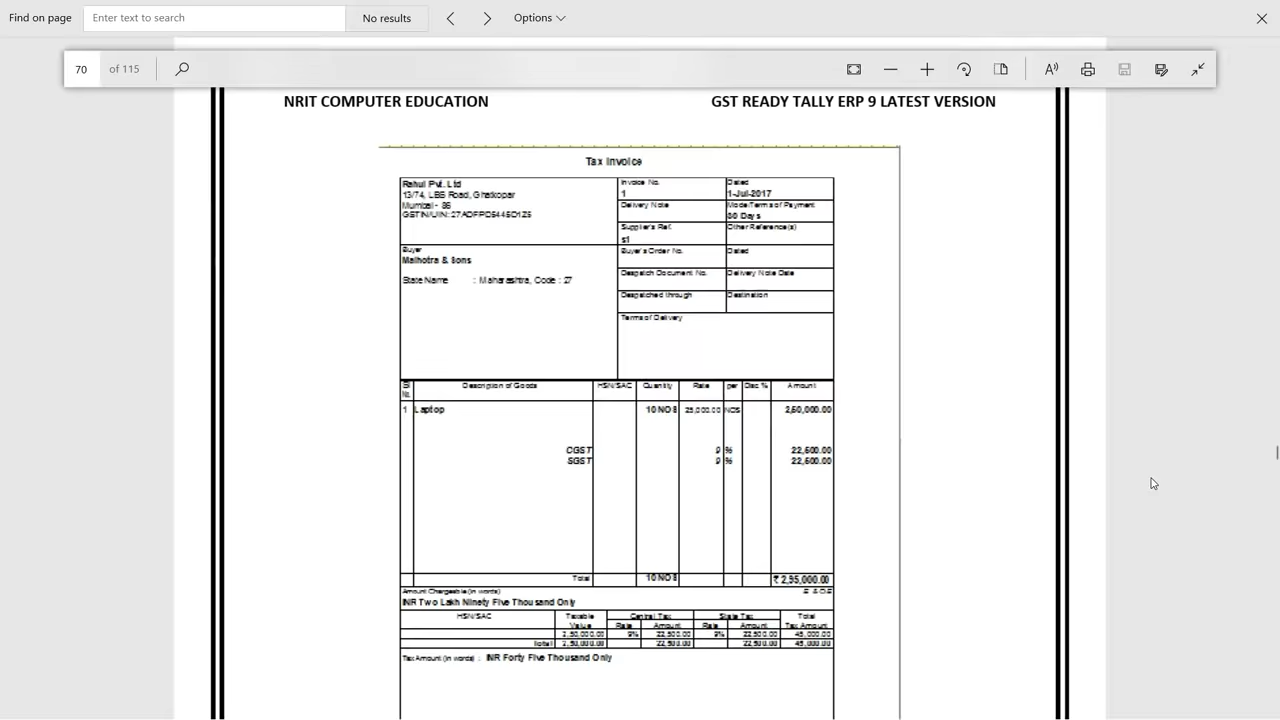 Find on page Enter text to search No results Options
70 of 115
NRIT COMPUTER EDUCATION GST READY TALLY ERP 9 LATEST VERSION
Tax Invoice
Rahul Pvt. Ltd
13/74, LBS Road, Ghatkopar
Mumbai - 86
Invoice No. Dated
1 1-Jul-2017
Delivery Note Mode/Terms of Payment
Days
Supplier's Ref. Other Reference(s)
s1
Buyer
Malhotra & Sons
State Name : Maharashtra, Code : 27
Buyer's Order No. Dated
Despatch Document No. Delivery Note Date
Despatched through Destination
Terms of Delivery
Sl No. Description of Goods HSN/SAC Quantity Rate per Disc % Amount
1 Laptop 10 NOS 25,000.00 NOS 2,50,000.00
CGST 9 % 22,500.00
SGST 9 % 22,500.00
Total 10 NOS ₹ 2,95,000.00
Amount Chargeable (in words) E. & O.E
INR Two Lakh Ninety Five Thousand Only
HSN/SAC Taxable Central Tax State Tax Total
Value Rate Amount Rate Amount Tax Amount
2,50,000.00 9% 22,500.00 9% 22,500.00 45,000.00
Total 2,50,000.00 22,500.00 22,500.00 45,000.00
Tax Amount (in words) : INR Forty Five Thousand Only